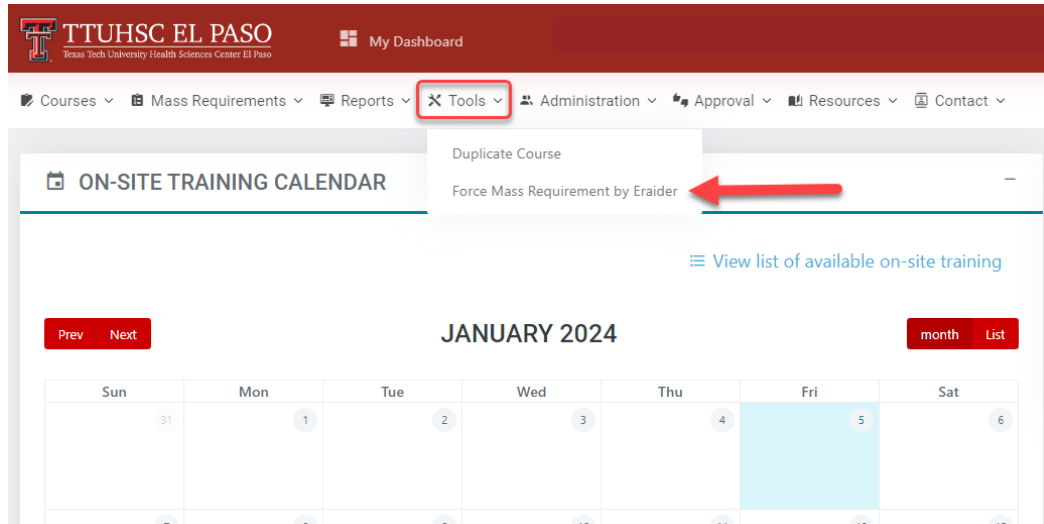 TTUHSC EL PASO
Texas Tech University Health Sciences Center El Paso
My Dashboard
Courses Mass Requirements Reports Tools Administration Approval Resources Contact
Duplicate Course
Force Mass Requirement by Eraider
ON-SITE TRAINING CALENDAR
View list of available on-site training
Prev Next JANUARY 2024 month List
Sun Mon Tue Wed Thu Fri Sat
31 1 2 3 4 5 6